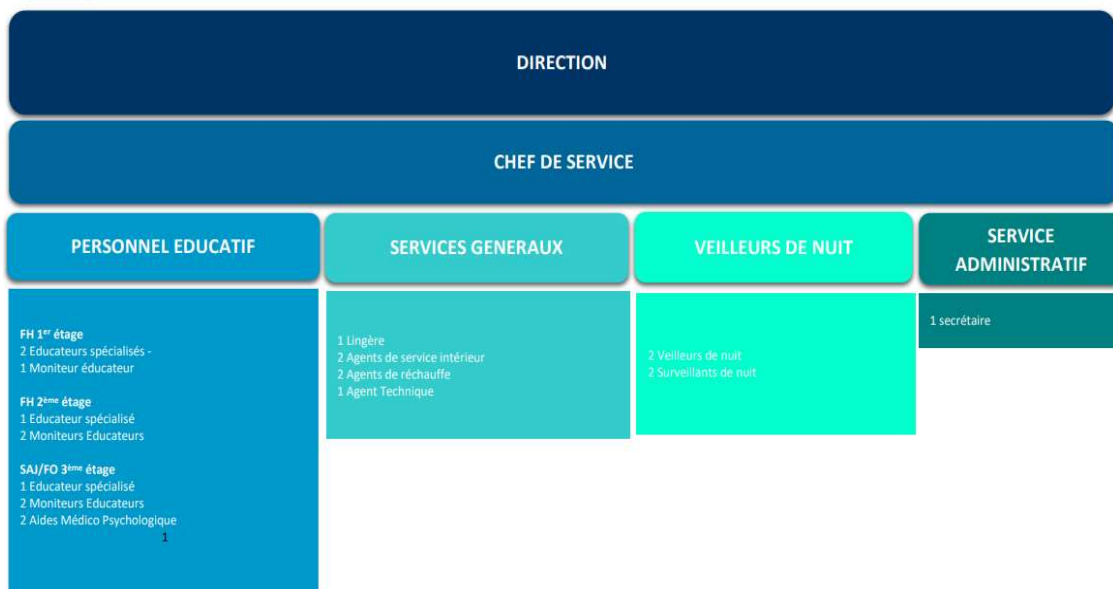 DIRECTION
CHEF DE SERVICE
PERSONNEL EDUCATIF
FH 1er étage
2 Educateurs spécialisés -
1 Moniteur éducateur
FH 2ème étage
1 Educateur spécialisé
2 Moniteurs Educateurs
SAJ/FO 3ème étage
1 Educateur spécialisé
2 Moniteurs Educateurs
2 Aides Médico Psychologique
1
SERVICES GENERAUX
1 Lingère
2 Agents de service intérieur
2 Agents de réchauffe
1 Agent Technique
VEILLEURS DE NUIT
2 Veilleurs de nuit
2 Surveillants de nuit
SERVICE
ADMINISTRATIF
1 secrétaire